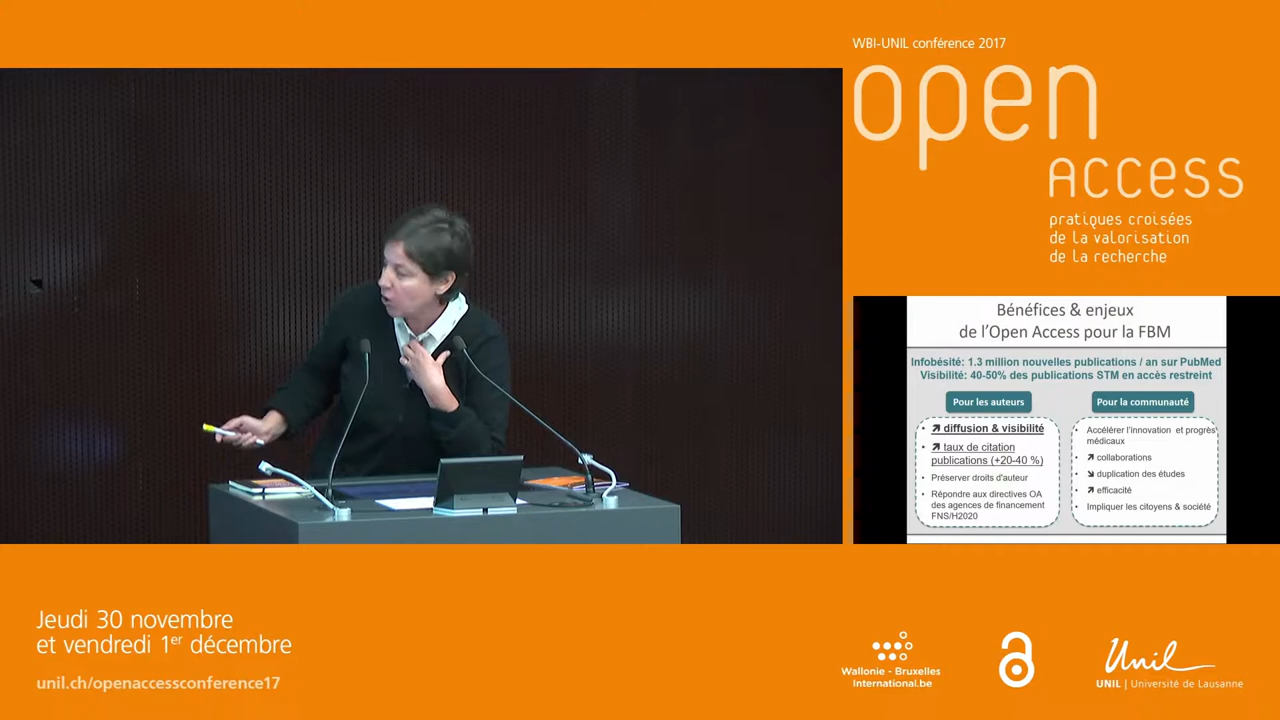 WBI-UNIL conférence 2017
open
access
pratiques croisées
de la valorisation
de la recherche
Bénéfices & enjeux
de l'Open Access pour la FBM
Infobésité: 1.3 million nouvelles publications / an sur PubMed
Visibilité: 40-50% des publications STM en accès restreint
Pour les auteurs
• ↗ diffusion & visibilité
• ↗ taux de citation
publications (+20-40 %)
• Préserver droits d'auteur
• Répondre aux directives OA
des agences de financement
FNS/H2020
Pour la communauté
• Accélérer l'innovation et progrès
médicaux
• ↗ collaborations
• ↘ duplication des études
• ↗ efficacité
• Impliquer les citoyens & société
Jeudi 30 novembre
et vendredi 1er décembre
unil.ch/openaccessconference17
Wallonie - Bruxelles
International.be
Unil
UNIL | Université de Lausanne